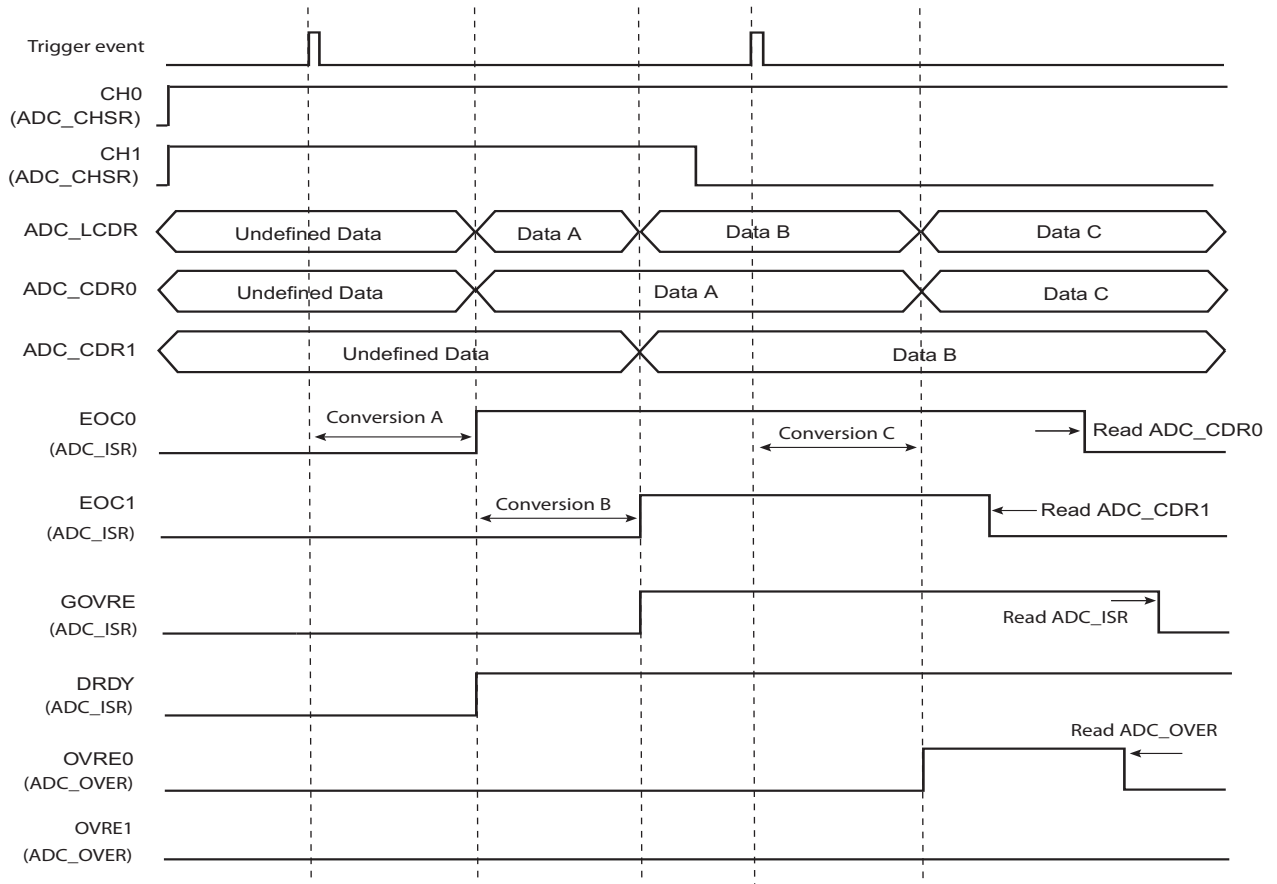 Trigger event
CH0
(ADC_CHSR)
CH1
(ADC_CHSR)
ADC_LCDR
Undefined Data
Data A
Data B
Data C
ADC_CDR0
Undefined Data
Data A
Data C
ADC_CDR1
Undefined Data
Data B
EOC0
(ADC_ISR)
Conversion A
Conversion C
Read ADC_CDR0
EOC1
(ADC_ISR)
Conversion B
Read ADC_CDR1
GOVRE
(ADC_ISR)
Read ADC_ISR
DRDY
(ADC_ISR)
Read ADC_OVER
OVRE0
(ADC_OVER)
OVRE1
(ADC_OVER)